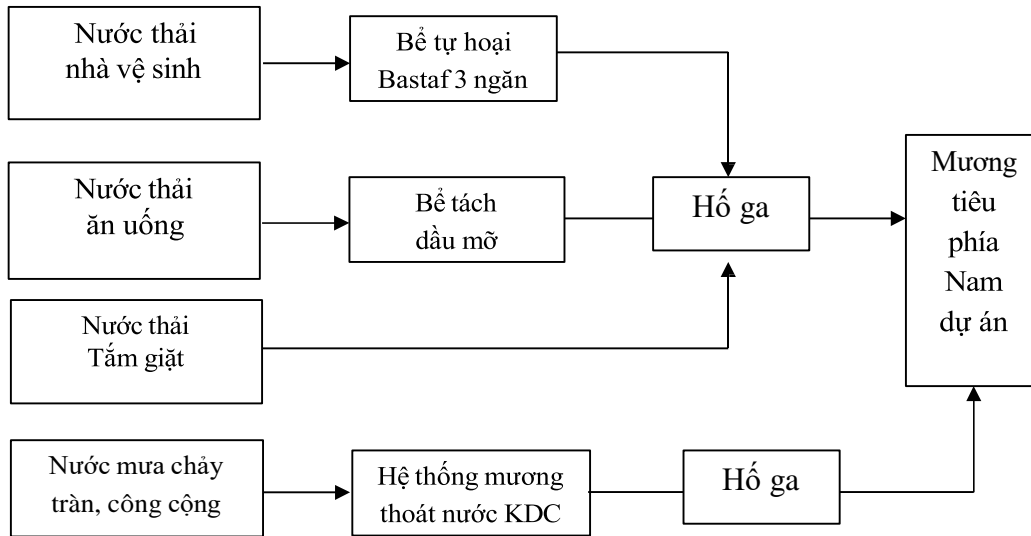 Nước thải
nhà vệ sinh
Bể tự hoại
Bastaf 3 ngăn
Nước thải
ăn uống
Bể tách
dầu mỡ
Hố ga
Mương
tiêu
phía
Nam
dự án
Nước thải
Tắm giặt
Nước mưa chảy
tràn, công cộng
Hệ thống mương
thoát nước KDC
Hố ga